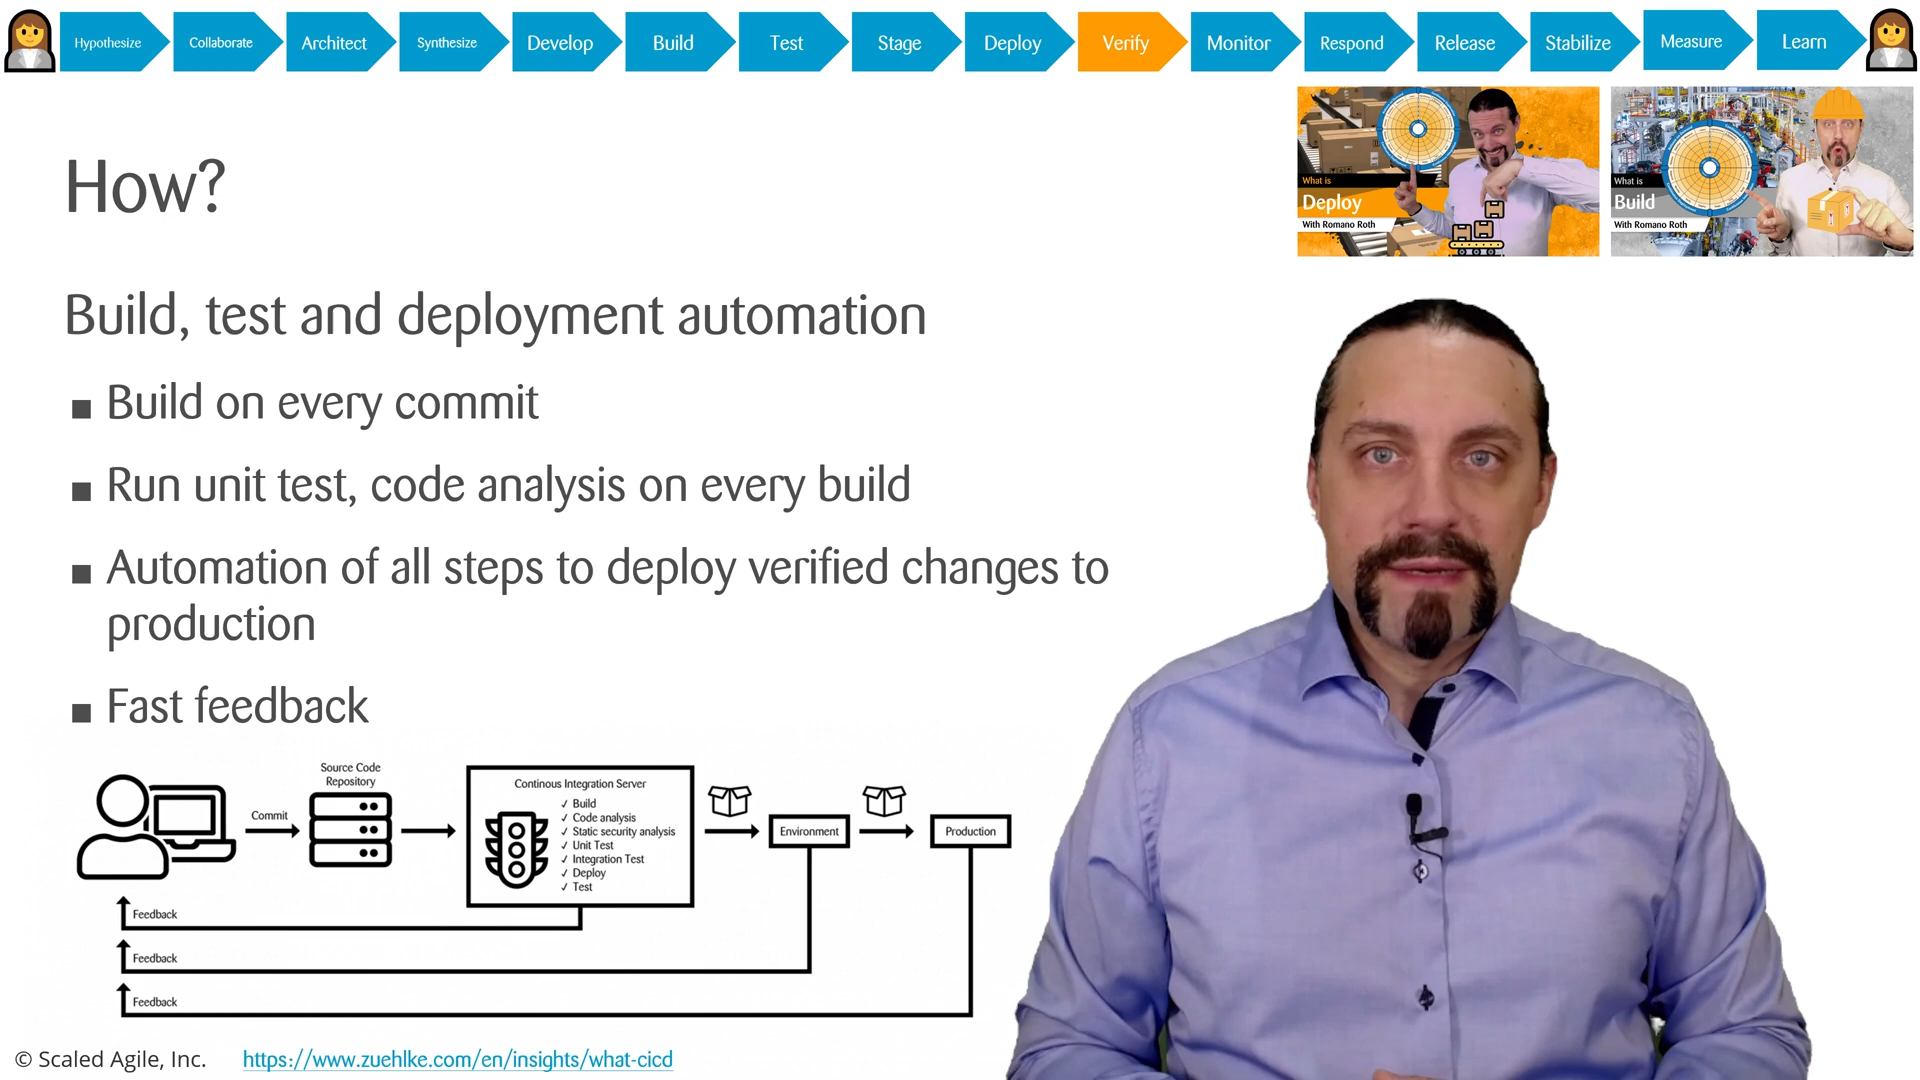 Hypothesize
Collaborate
Architect
Synthesize
Develop
Build
Test
Stage
Deploy
Verify
Monitor
Respond
Release
Stabilize
Measure
Learn
What is
Deploy
With Romano Roth
What is
Build
With Romano Roth
How?
Build, test and deployment automation
Build on every commit
Run unit test, code analysis on every build
Automation of all steps to deploy verified changes to
production
Fast feedback
Commit
Source Code
Repository
Continous Integration Server
✓ Build
✓ Code analysis
✓ Static security analysis
✓ Unit Test
✓ Integration Test
✓ Deploy
✓ Test
Environment
Production
Feedback
Feedback
Feedback
© Scaled Agile, Inc.
https://www.zuehlke.com/en/insights/what-cicd